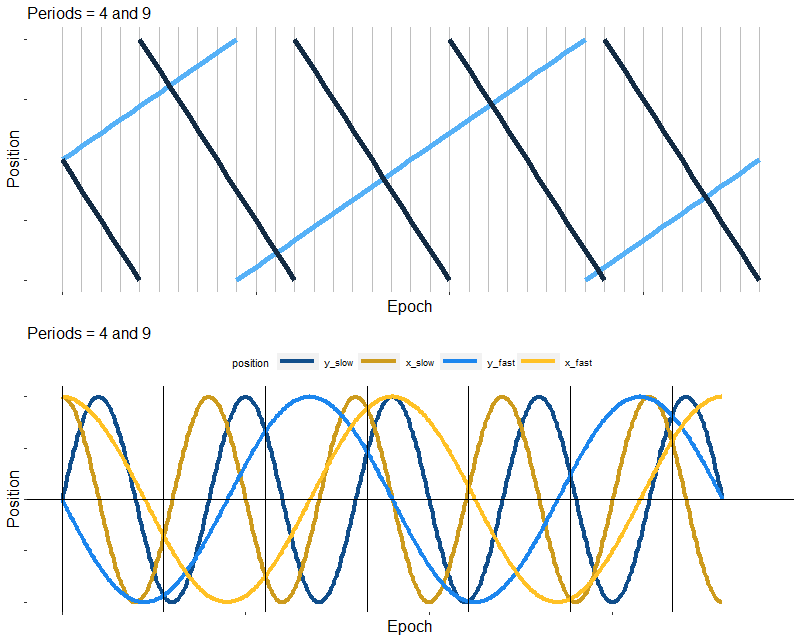 Periods = 4 and 9
Position
Epoch
Periods = 4 and 9
position y_slow x_slow y_fast x_fast
Position
Epoch